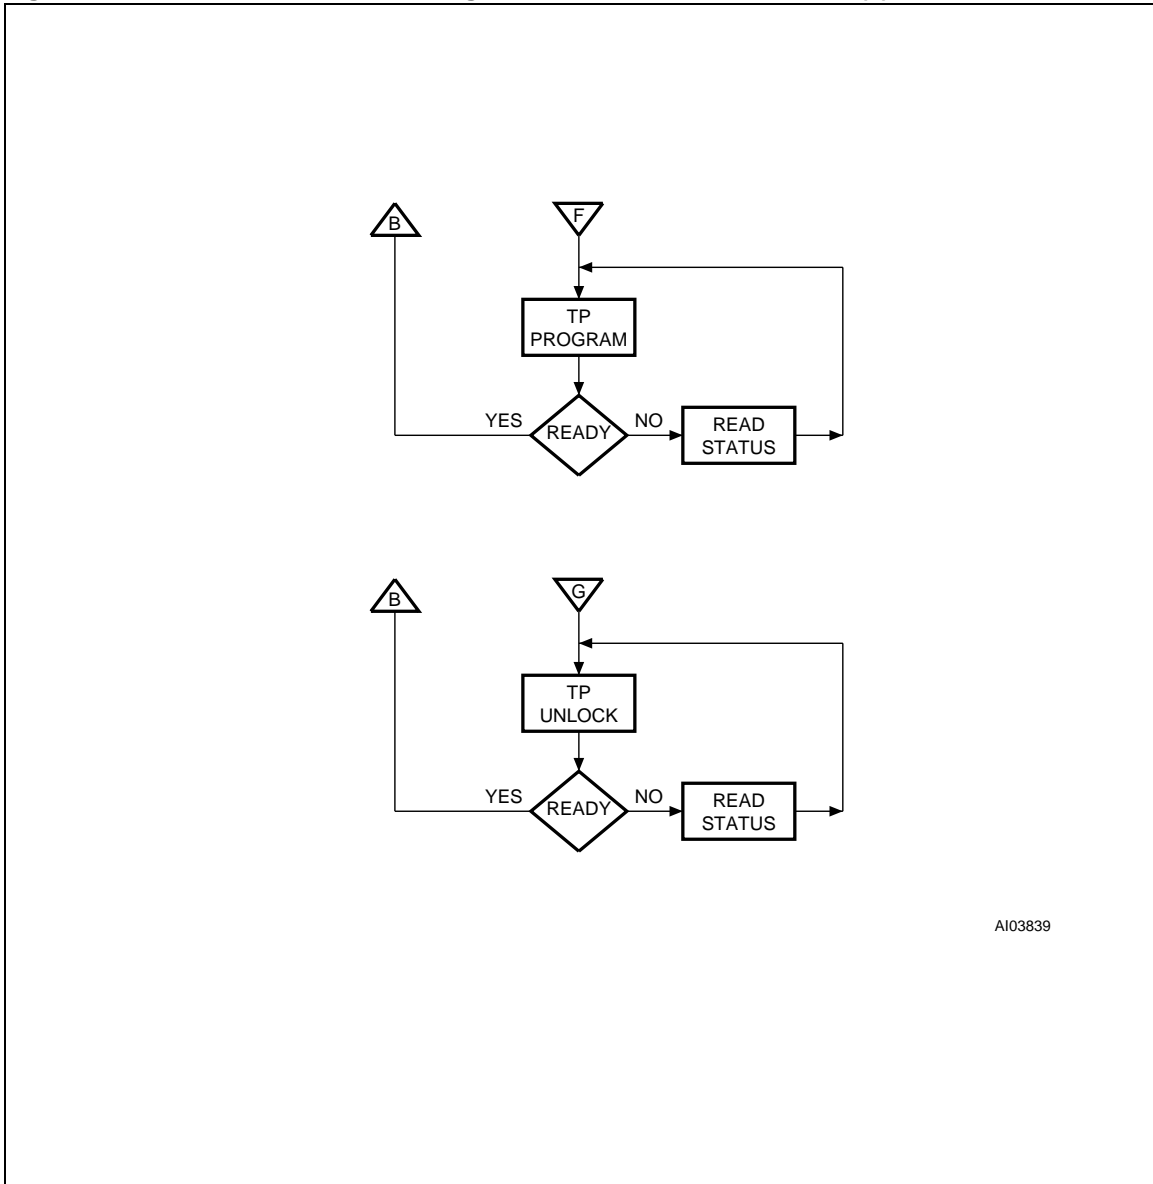 B
F
TP
PROGRAM
YES
READY
NO
READ
STATUS
B
G
TP
UNLOCK
YES
READY
NO
READ
STATUS
AI03839